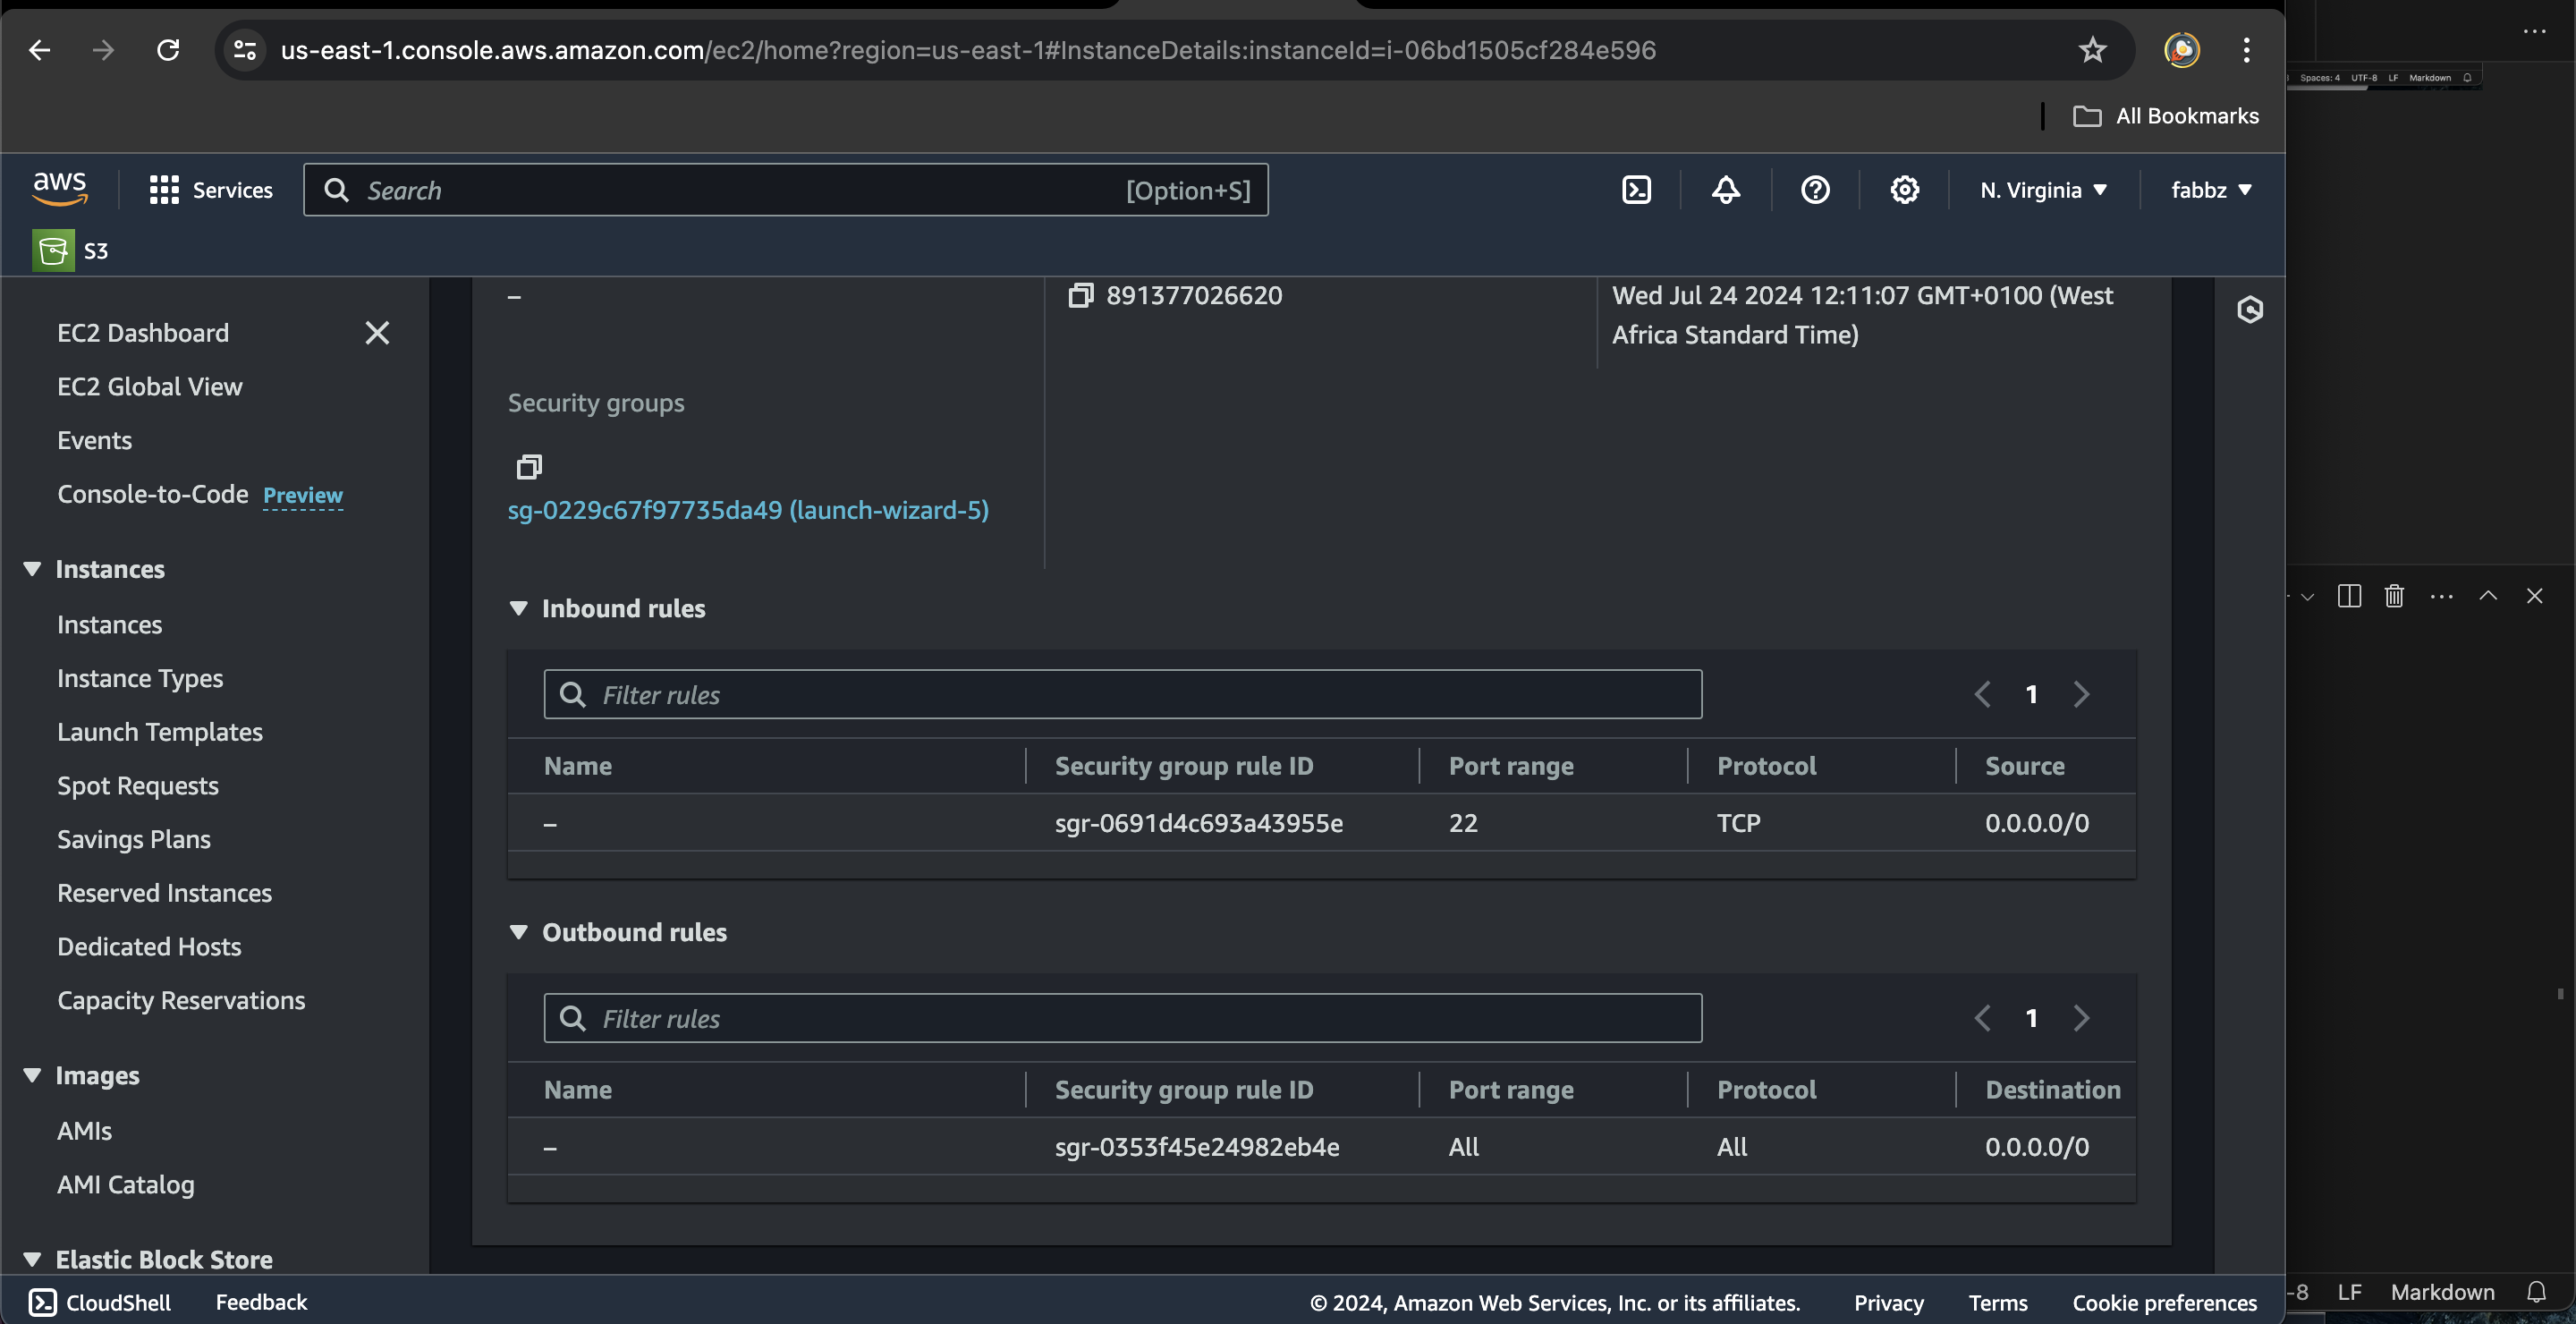 us-east-1.console.aws.amazon.com/ec2/home?region=us-east-1#InstanceDetails:instanceId=i-06bd1505cf284e596
Spaces: 4 UTF-8 LF Markdown
All Bookmarks
aws Services Search [Option+S] N. Virginia fabbz
S3
EC2 Dashboard
EC2 Global View
Events
Console-to-Code Preview
Instances
Instances
Instance Types
Launch Templates
Spot Requests
Savings Plans
Reserved Instances
Dedicated Hosts
Capacity Reservations
Images
AMIs
AMI Catalog
Elastic Block Store
–
891377026620
Wed Jul 24 2024 12:11:07 GMT+0100 (West
Africa Standard Time)
Security groups
sg-0229c67f97735da49 (launch-wizard-5)
Inbound rules
Filter rules
1
Name Security group rule ID Port range Protocol Source
– sgr-0691d4c693a43955e 22 TCP 0.0.0.0/0
Outbound rules
Filter rules
1
Name Security group rule ID Port range Protocol Destination
– sgr-0353f45e24982eb4e All All 0.0.0.0/0
CloudShell Feedback © 2024, Amazon Web Services, Inc. or its affiliates. Privacy Terms Cookie preferences
-8 LF Markdown